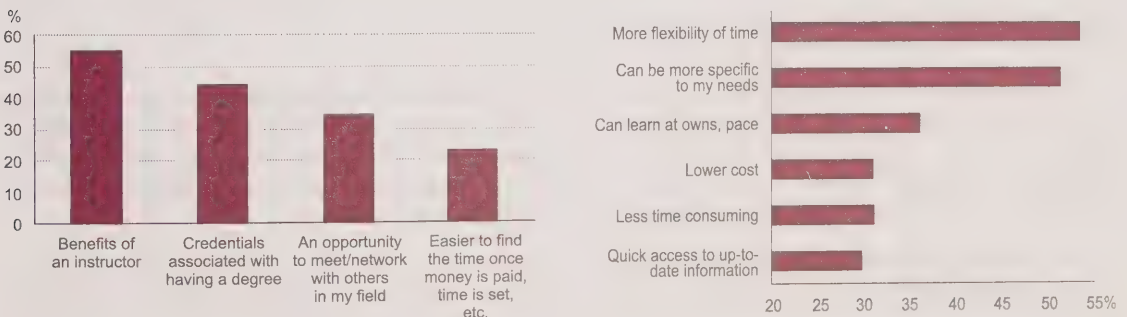 %
60
50
40
30
20
10
0
Benefits of
an instructor
Credentials
associated with
having a degree
An opportunity
to meet/network
with others
in my field
Easier to find
the time once
money is paid,
time is set,
etc.
More flexibility of time
Can be more specific
to my needs
Can learn at owns, pace
Lower cost
Less time consuming
Quick access to up-to-
date information
20 25 30 35 40 45 50 55%